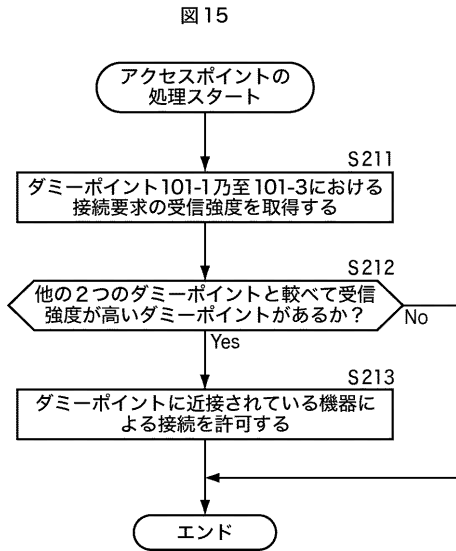 図15
アクセスポイントの
処理スタート
S211
ダミーポイント101-1乃至101-3における
接続要求の受信強度を取得する
S212
他の2つのダミーポイントと較べて受信
強度が高いダミーポイントがあるか?
No
Yes
S213
ダミーポイントに近接されている機器に
よる接続を許可する
エンド